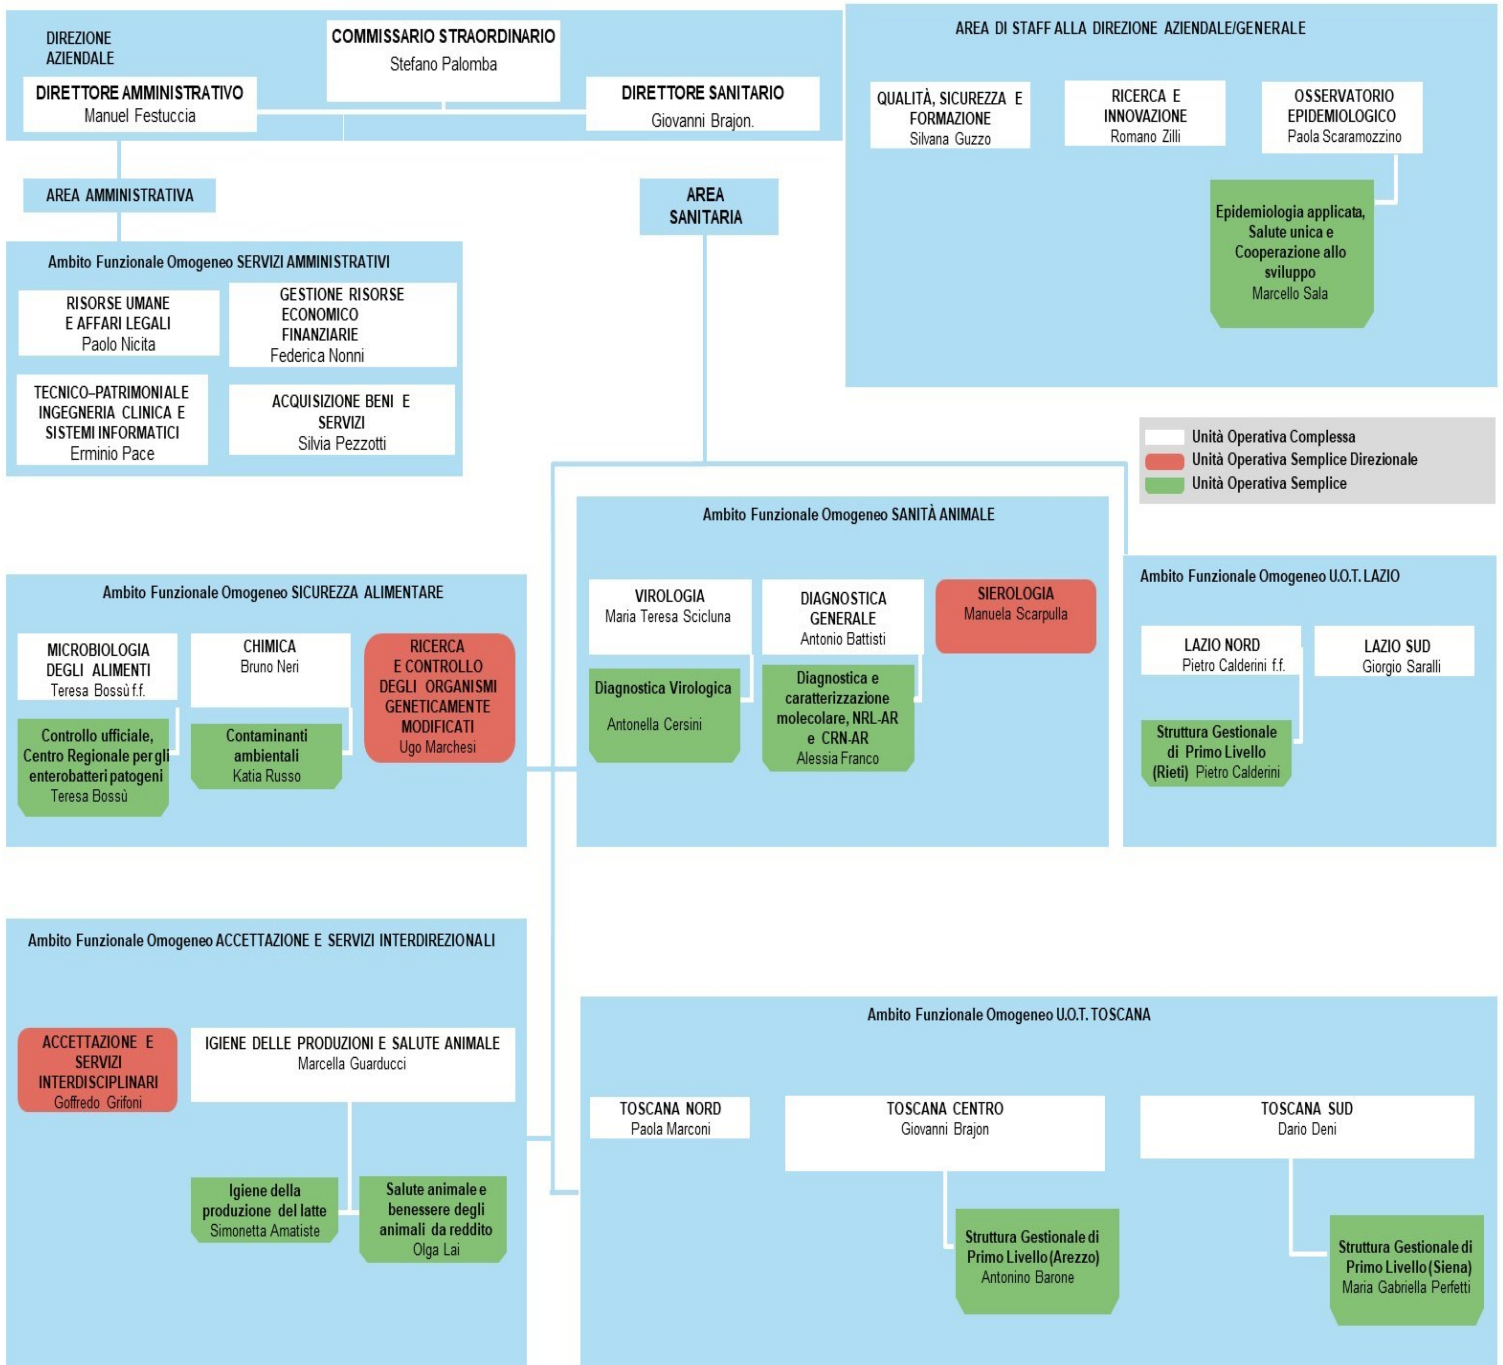 DIREZIONE
AZIENDALE
COMMISSARIO STRAORDINARIO
Stefano Palomba
DIRETTORE AMMINISTRATIVO
Manuel Festuccia
DIRETTORE SANITARIO
Giovanni Brajon.
AREA DI STAFF ALLA DIREZIONE AZIENDALE/GENERALE
QUALITÀ, SICUREZZA E
FORMAZIONE
Silvana Guzzo
RICERCA E
INNOVAZIONE
Romano Zilli
OSSERVATORIO
EPIDEMIOLOGICO
Paola Scaramozzino
Epidemiologia applicata,
Salute unica e
Cooperazione allo
sviluppo
Marcello Sala
AREA AMMINISTRATIVA
AREA
SANITARIA
Ambito Funzionale Omogeneo SERVIZI AMMINISTRATIVI
RISORSE UMANE
E AFFARI LEGALI
Paolo Nicita
GESTIONE RISORSE
ECONOMICO
FINANZIARIE
Federica Nonni
TECNICO–PATRIMONIALE
INGEGNERIA CLINICA E
SISTEMI INFORMATICI
Erminio Pace
ACQUISIZIONE BENI E
SERVIZI
Silvia Pezzotti
Unità Operativa Complessa
Unità Operativa Semplice Direzionale
Unità Operativa Semplice
Ambito Funzionale Omogeneo SICUREZZA ALIMENTARE
MICROBIOLOGIA
DEGLI ALIMENTI
Teresa Bossù f.f.
CHIMICA
Bruno Neri
RICERCA
E CONTROLLO
DEGLI ORGANISMI
GENETICAMENTE
MODIFICATI
Ugo Marchesi
Controllo ufficiale,
Centro Regionale per gli
enterobatteri patogeni
Teresa Bossù
Contaminanti
ambientali
Katia Russo
Ambito Funzionale Omogeneo SANITÀ ANIMALE
VIROLOGIA
Maria Teresa Scicluna
DIAGNOSTICA
GENERALE
Antonio Battisti
SIEROLOGIA
Manuela Scarpulla
Diagnostica Virologica
Antonella Cersini
Diagnostica e
caratterizzazione
molecolare, NRL-AR
e CRN-AR
Alessia Franco
Ambito Funzionale Omogeneo U.O.T. LAZIO
LAZIO NORD
Pietro Calderini f.f.
LAZIO SUD
Giorgio Saralli
Struttura Gestionale
di Primo Livello
(Rieti) Pietro Calderini
Ambito Funzionale Omogeneo ACCETTAZIONE E SERVIZI INTERDIREZIONALI
ACCETTAZIONE E
SERVIZI
INTERDISCIPLINARI
Goffredo Grifoni
IGIENE DELLE PRODUZIONI E SALUTE ANIMALE
Marcella Guarducci
Igiene della
produzione del latte
Simonetta Amatiste
Salute animale e
benessere degli
animali da reddito
Olga Lai
Ambito Funzionale Omogeneo U.O.T. TOSCANA
TOSCANA NORD
Paola Marconi
TOSCANA CENTRO
Giovanni Brajon
TOSCANA SUD
Dario Deni
Struttura Gestionale di
Primo Livello (Arezzo)
Antonino Barone
Struttura Gestionale di
Primo Livello (Siena)
Maria Gabriella Perfetti